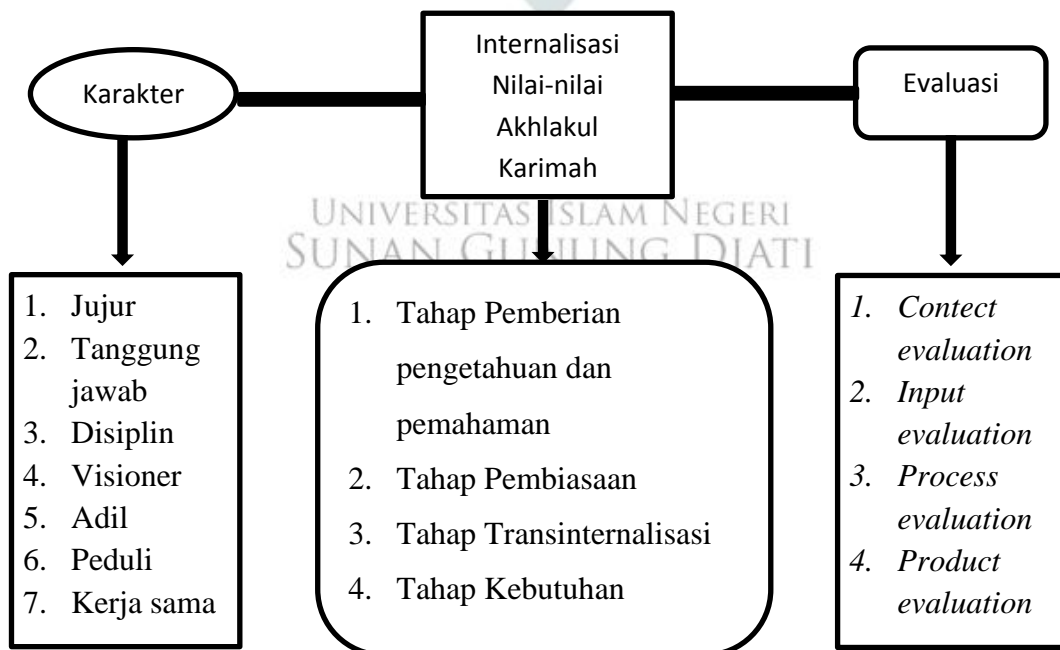 Karakter
Internalisasi
Nilai-nilai
Akhlakul
Karimah
Evaluasi
UNIVERSITAS ISLAM NEGERI
SUNAN GUNUNG DJATI
1. Jujur
2. Tanggung
jawab
3. Disiplin
4. Visioner
5. Adil
6. Peduli
7. Kerja sama
1. Tahap Pemberian
pengetahuan dan
pemahaman
2. Tahap Pembiasaan
3. Tahap Transinternalisasi
4. Tahap Kebutuhan
1. Contect
evaluation
2. Input
evaluation
3. Process
evaluation
4. Product
evaluation